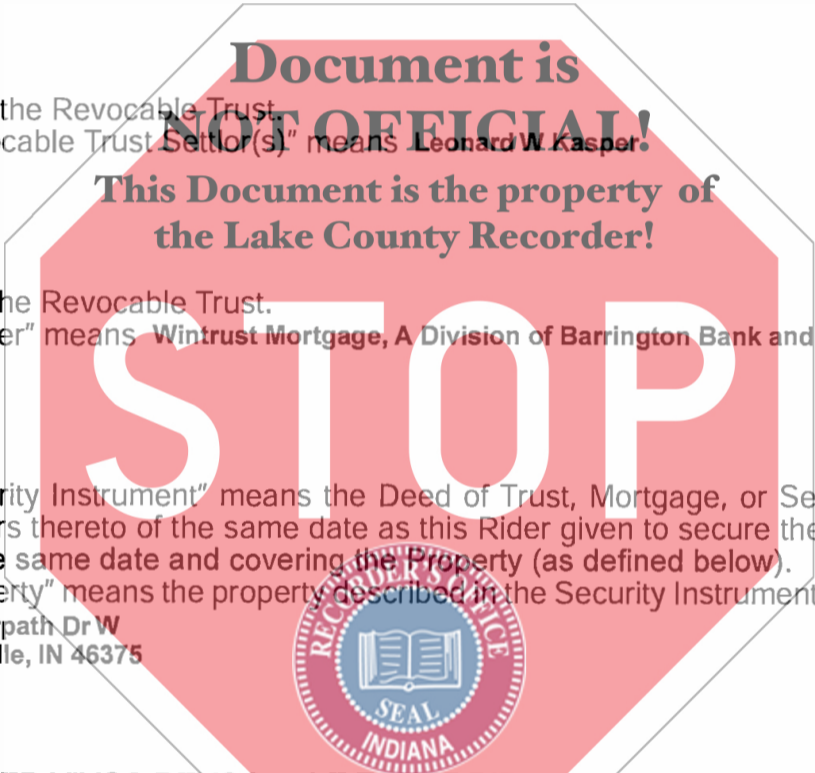 Document is
the Revocable Trust.
NOT OFFICIAL!
cable Trust Settlor(s)" means Leonard W Kasper.
This Document is the property of
the Lake County Recorder!
he Revocable Trust.
er" means Wintrust Mortgage, A Division of Barrington Bank and
STOP
rity Instrument" means the Deed of Trust, Mortgage, or Se
rs thereto of the same date as this Rider given to secure the
e same date and covering the Property (as defined below).
erty" means the property described in the Security Instrument
path Dr W
le, IN 46375
RECORDER'S OFFICE
SEAL
INDIANA